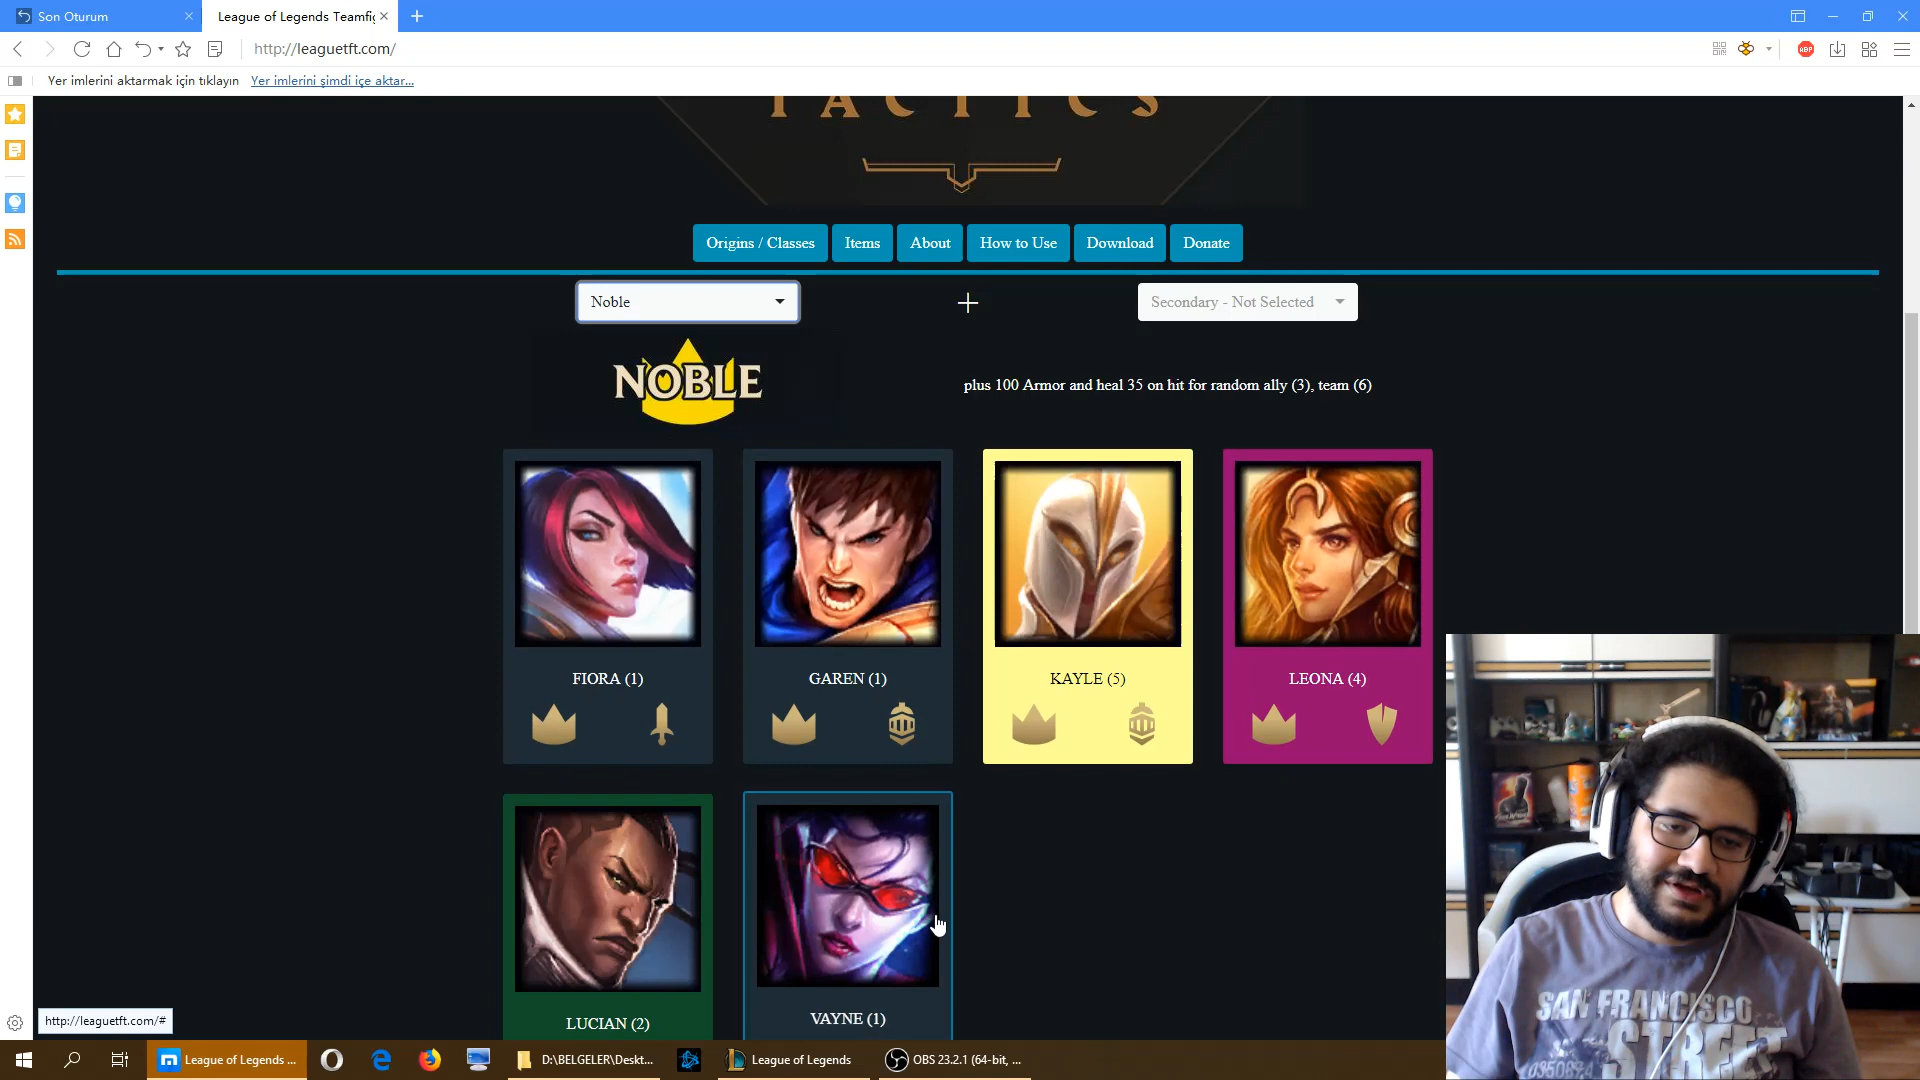 Son Oturum
League of Legends Teamfig
http://leaguetft.com/
ABP
Yer imlerini aktarmak için tıklayın
Yer imlerini şimdi içe aktar...
TACTICS
Origins / Classes
Items
About
How to Use
Download
Donate
Noble
Secondary - Not Selected
NOBLE
plus 100 Armor and heal 35 on hit for random ally (3), team (6)
FIORA (1)
GAREN (1)
KAYLE (5)
LEONA (4)
LUCIAN (2)
VAYNE (1)
SAN FRANCISCO
STREET
http://leaguetft.com/#
League of Legends ...
D:\BELGELER\Deskt...
League of Legends
OBS 23.2.1 (64-bit, ...